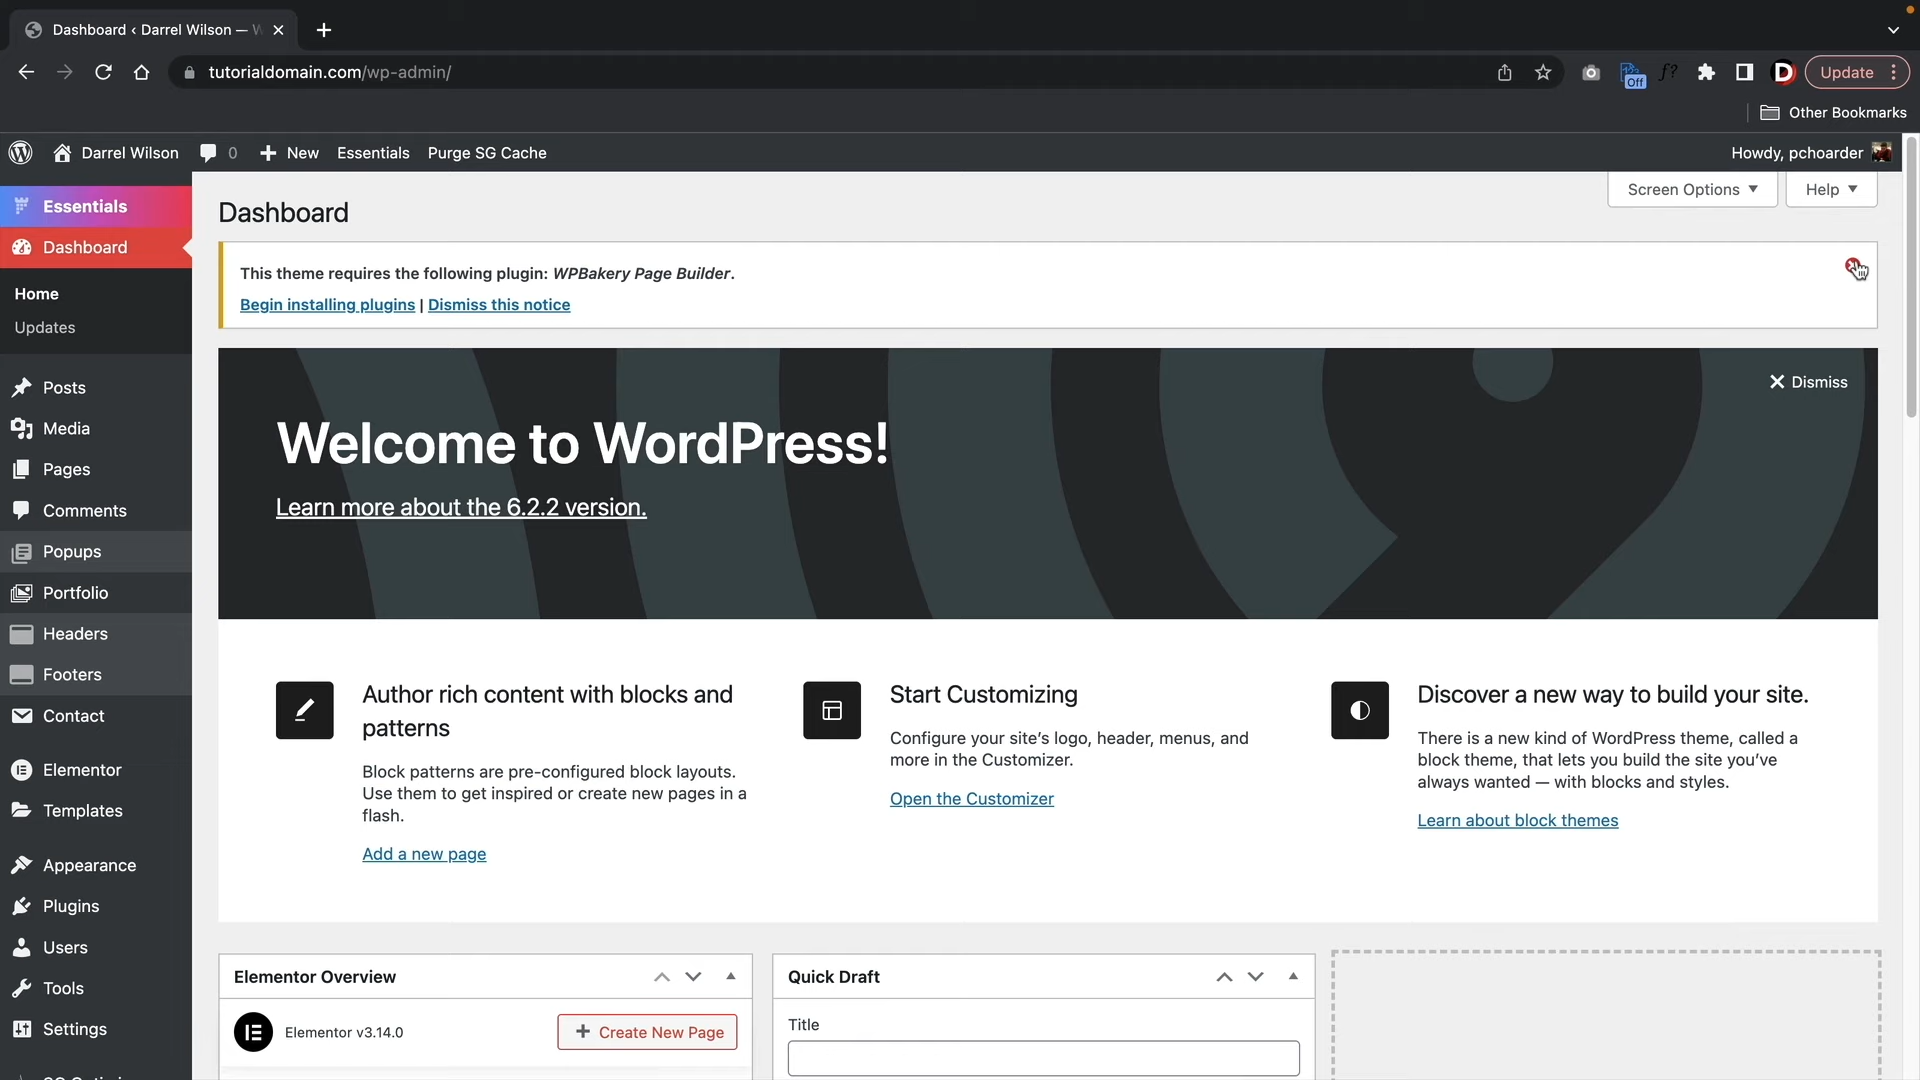 Dashboard ‹ Darrel Wilson — W
tutorialdomain.com/wp-admin/
Off
f?
D
Update
Other Bookmarks
Darrel Wilson
0
New
Essentials
Purge SG Cache
Howdy, pchoarder
Essentials
Dashboard
Home
Updates
Posts
Media
Pages
Comments
Popups
Portfolio
Headers
Footers
Contact
Elementor
Templates
Appearance
Plugins
Users
Tools
Settings
Screen Options
Help
Dashboard
This theme requires the following plugin: WPBakery Page Builder.
Begin installing plugins | Dismiss this notice
Dismiss
Welcome to WordPress!
Learn more about the 6.2.2 version.
Author rich content with blocks and
patterns
Block patterns are pre-configured block layouts.
Use them to get inspired or create new pages in a
flash.
Add a new page
Start Customizing
Configure your site’s logo, header, menus, and
more in the Customizer.
Open the Customizer
Discover a new way to build your site.
There is a new kind of WordPress theme, called a
block theme, that lets you build the site you’ve
always wanted — with blocks and styles.
Learn about block themes
Elementor Overview
Elementor v3.14.0
Create New Page
Quick Draft
Title